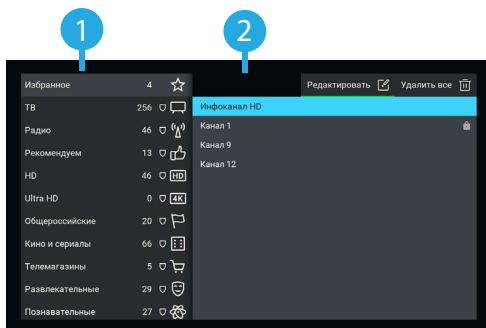 1
2
Избранное 4
Редактировать Удалить все
ТВ 256
Инфоканал HD
Радио 46
Канал 1
Рекомендуем 13
Канал 9
HD 46 HD
Канал 12
Ultra HD 0 4K
Общероссийские 20
Кино и сериалы 66
Телемагазины 5
Развлекательные 29
Познавательные 27